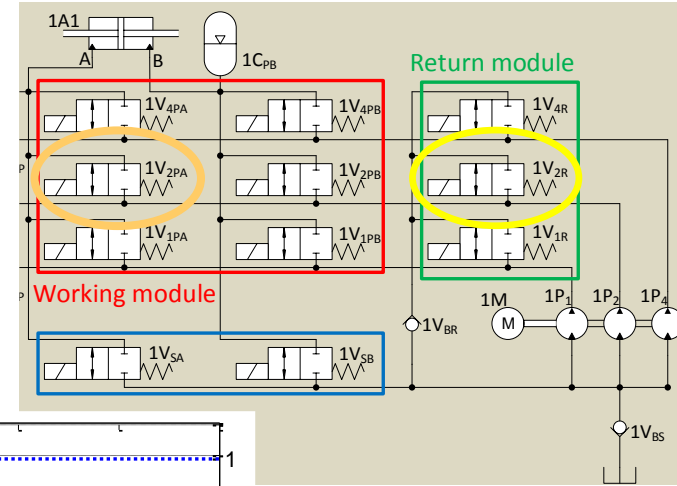 1A1
A
B
1C_PB
Return module
1V_4PA
1V_4PB
1V_4R
P
1V_2PA
1V_2PB
1V_2R
1V_1PA
1V_1PB
1V_1R
P
Working module
1M
1P_1
1P_2
1P_4
M
1V_BR
1V_SA
1V_SB
1V_BS
1